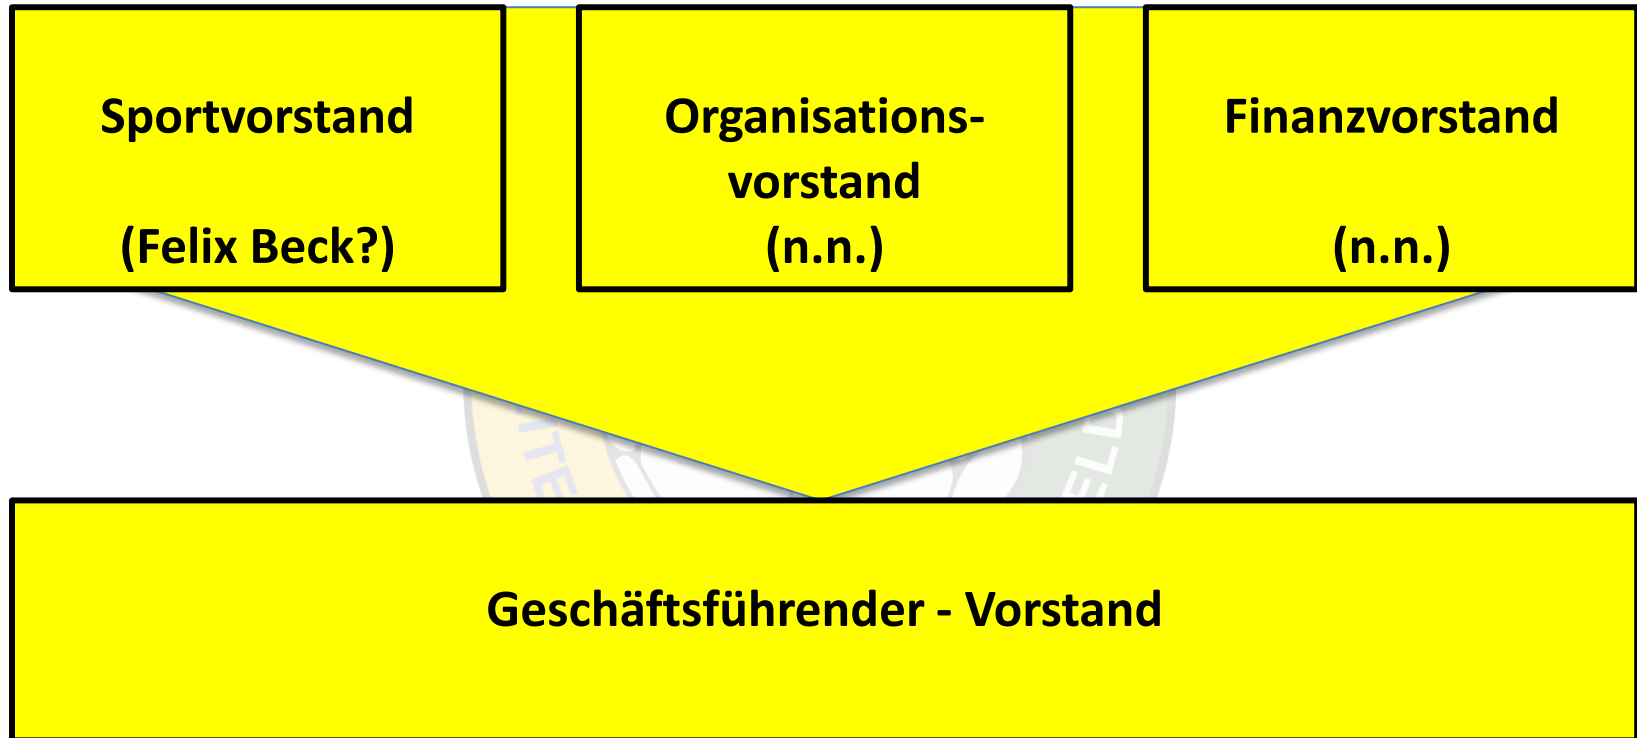 Sportvorstand
(Felix Beck?)
Organisations-
vorstand
(n.n.)
Finanzvorstand
(n.n.)
Geschäftsführender - Vorstand